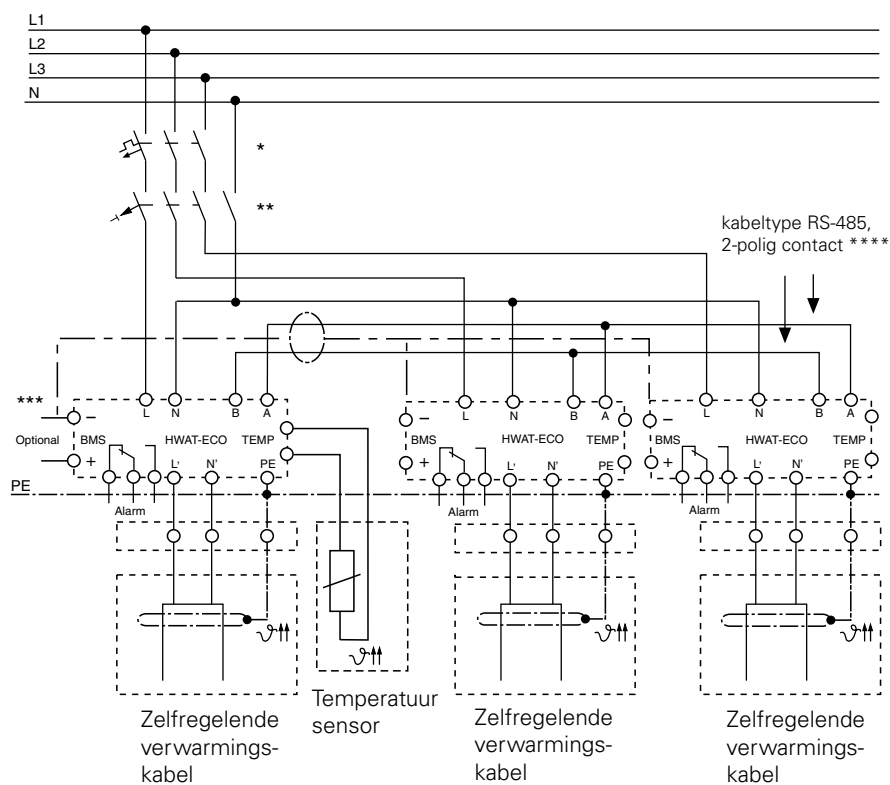 L1
L2
L3
N
*
**
kabeltype RS-485,
2-polig contact ****
***
Optional
L N B A
BMS HWAT-ECO TEMP
L' N' PE
Alarm
L N B A
BMS HWAT-ECO TEMP
L' N' PE
Alarm
L N B A
BMS HWAT-ECO TEMP
L' N' PE
Alarm
PE
Zelfregelende
verwarmings-
kabel
Temperatuur
sensor
Zelfregelende
verwarmings-
kabel
Zelfregelende
verwarmings-
kabel